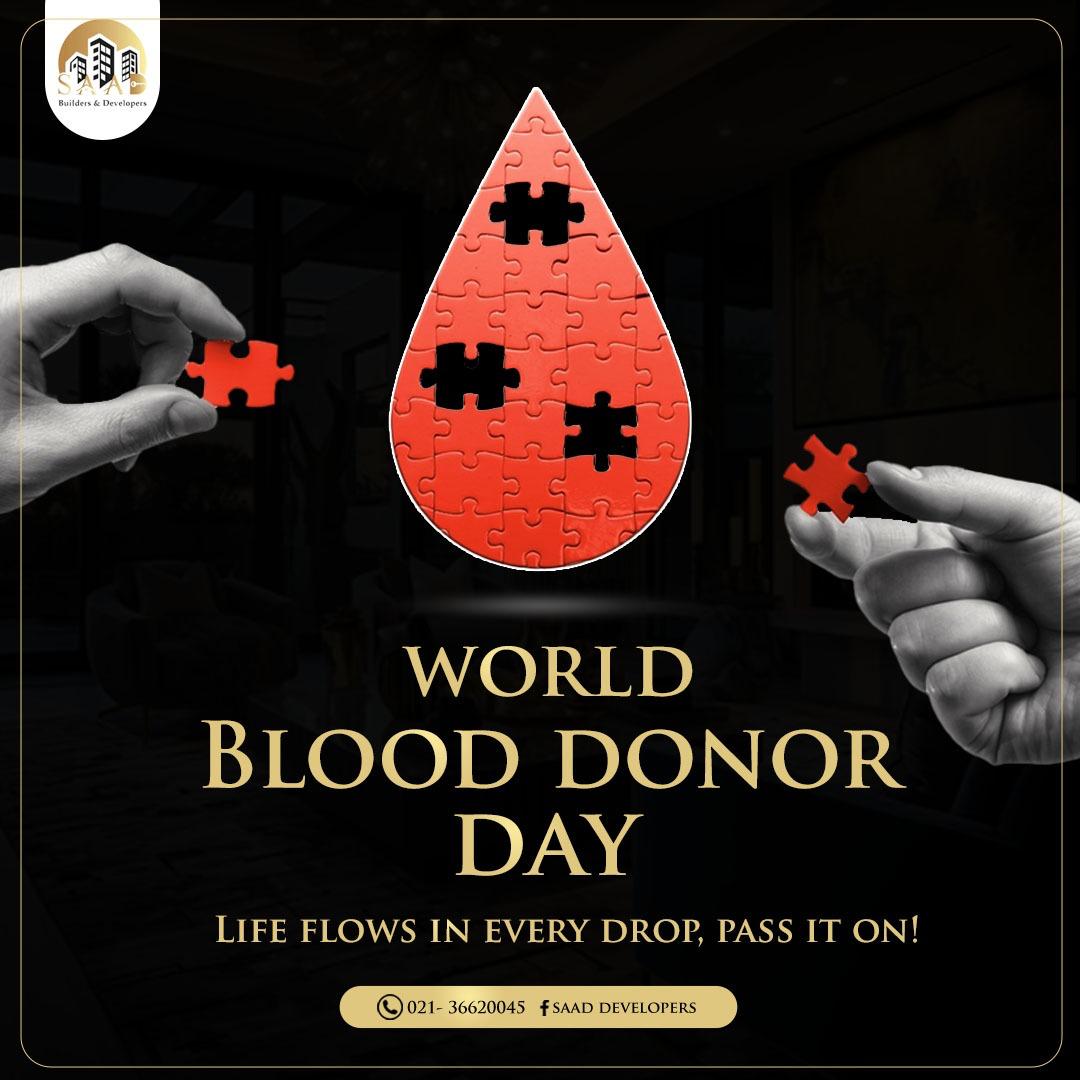 SAAD
Builders & Developers
WORLD
BLOOD DONOR
DAY
LIFE FLOWS IN EVERY DROP, PASS IT ON!
021- 36620045 SAAD DEVELOPERS